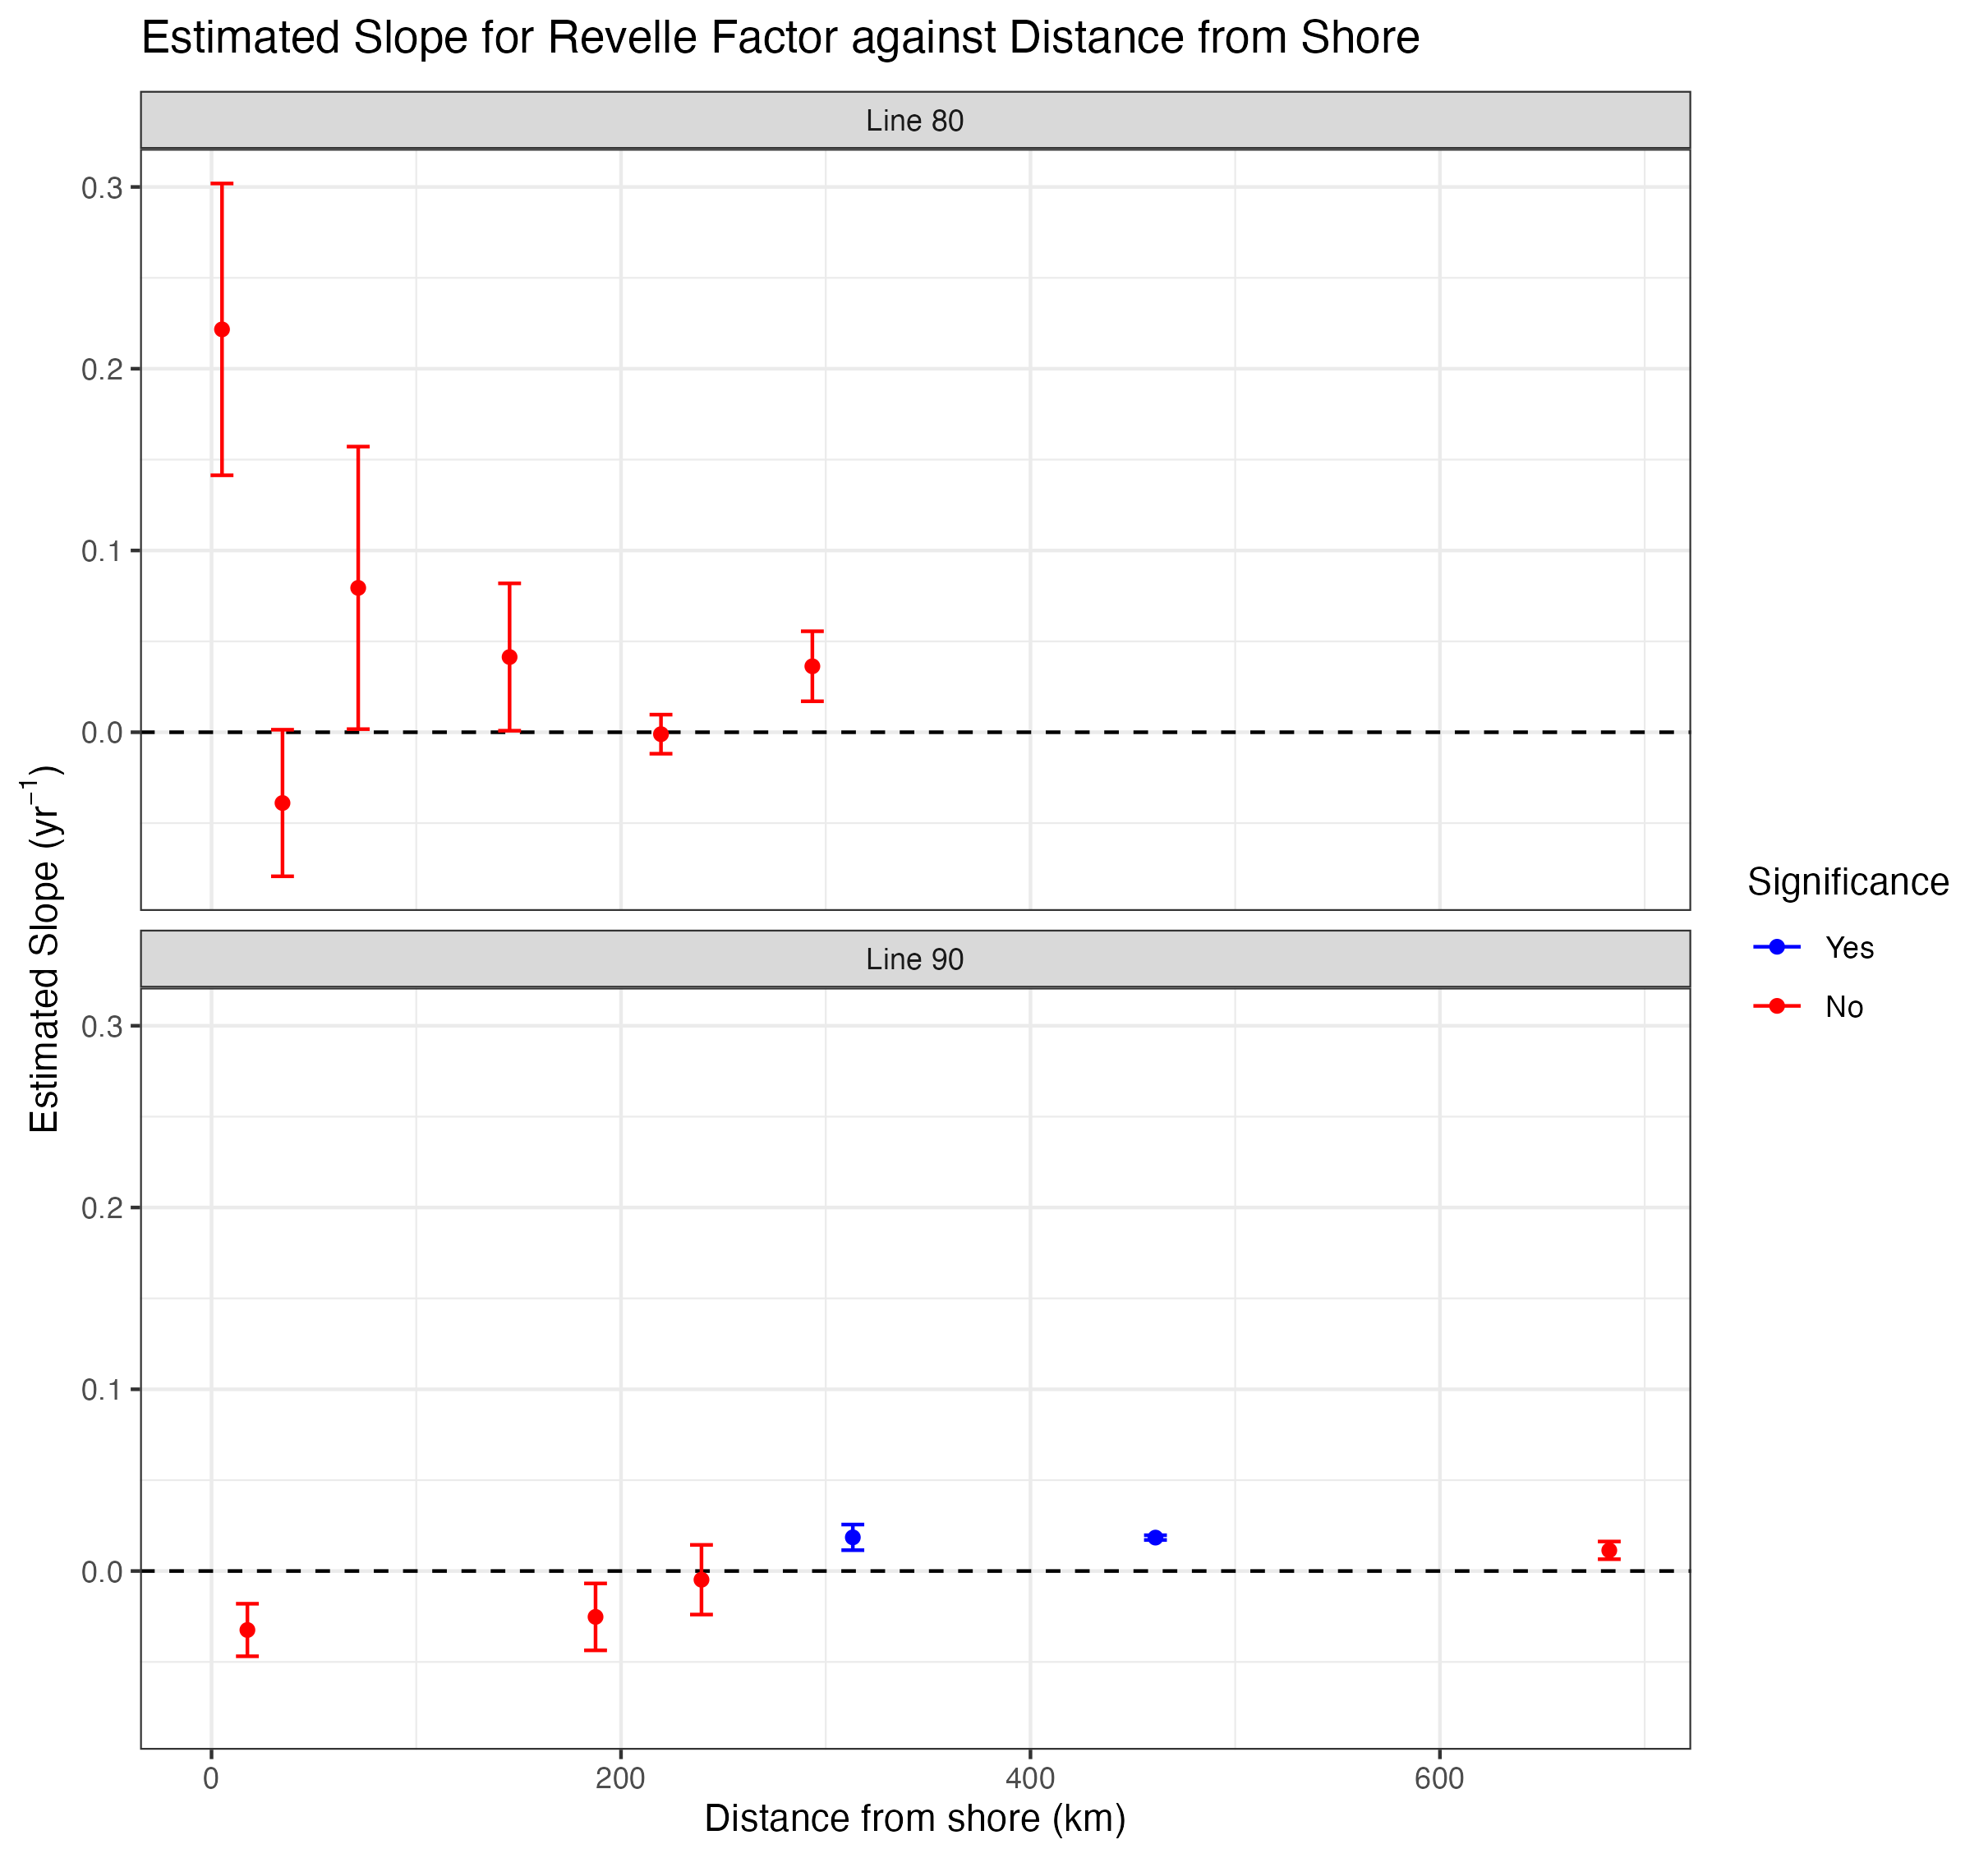 Estimated Slope for Revelle Factor against Distance from Shore
Line 80
0.3
0.2
0.1
0.0
Line 90
0.3
0.2
0.1
0.0
0 200 400 600
Distance from shore (km)
Estimated Slope (yr⁻¹)
Significance
Yes
No